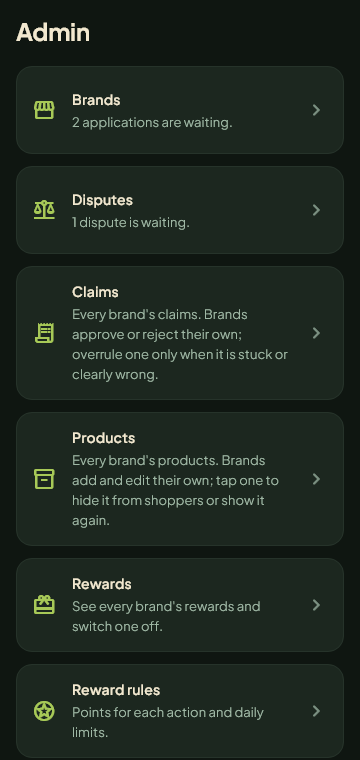 Admin
Brands
2 applications are waiting.
Disputes
1 dispute is waiting.
Claims
Every brand's claims. Brands
approve or reject their own;
overrule one only when it is stuck or
clearly wrong.
Products
Every brand's products. Brands
add and edit their own; tap one to
hide it from shoppers or show it
again.
Rewards
See every brand's rewards and
switch one off.
Reward rules
Points for each action and daily
limits.